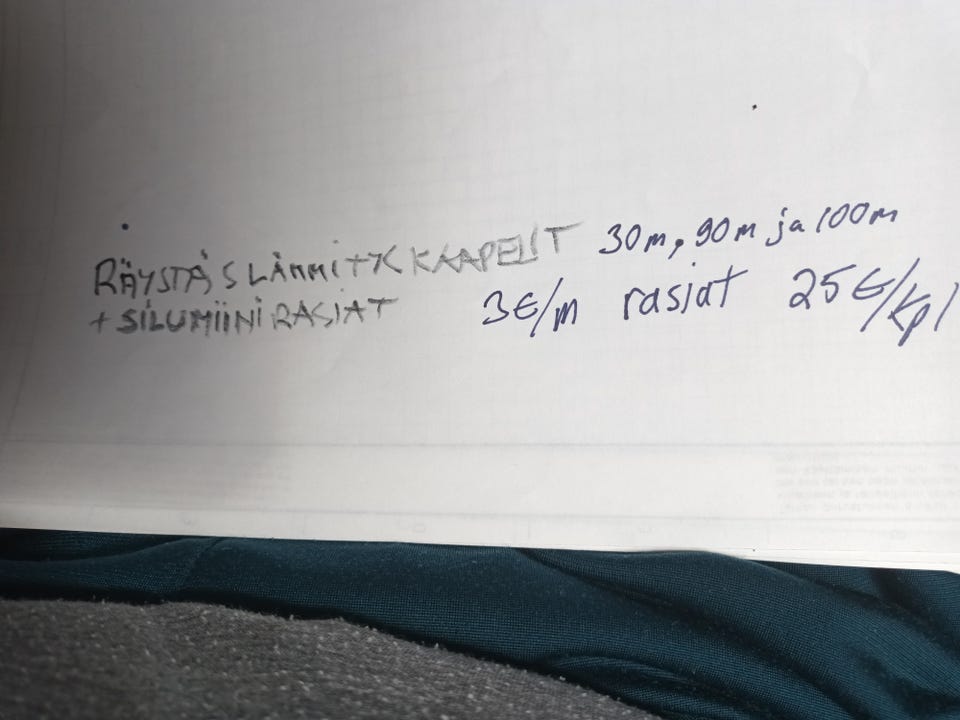 RÄYSTÄS LÄMMITYS KAAPELIT 30m, 90m ja 100m
+ SILUMIINI RASIAT 3€/m rasiat 25€/kpl